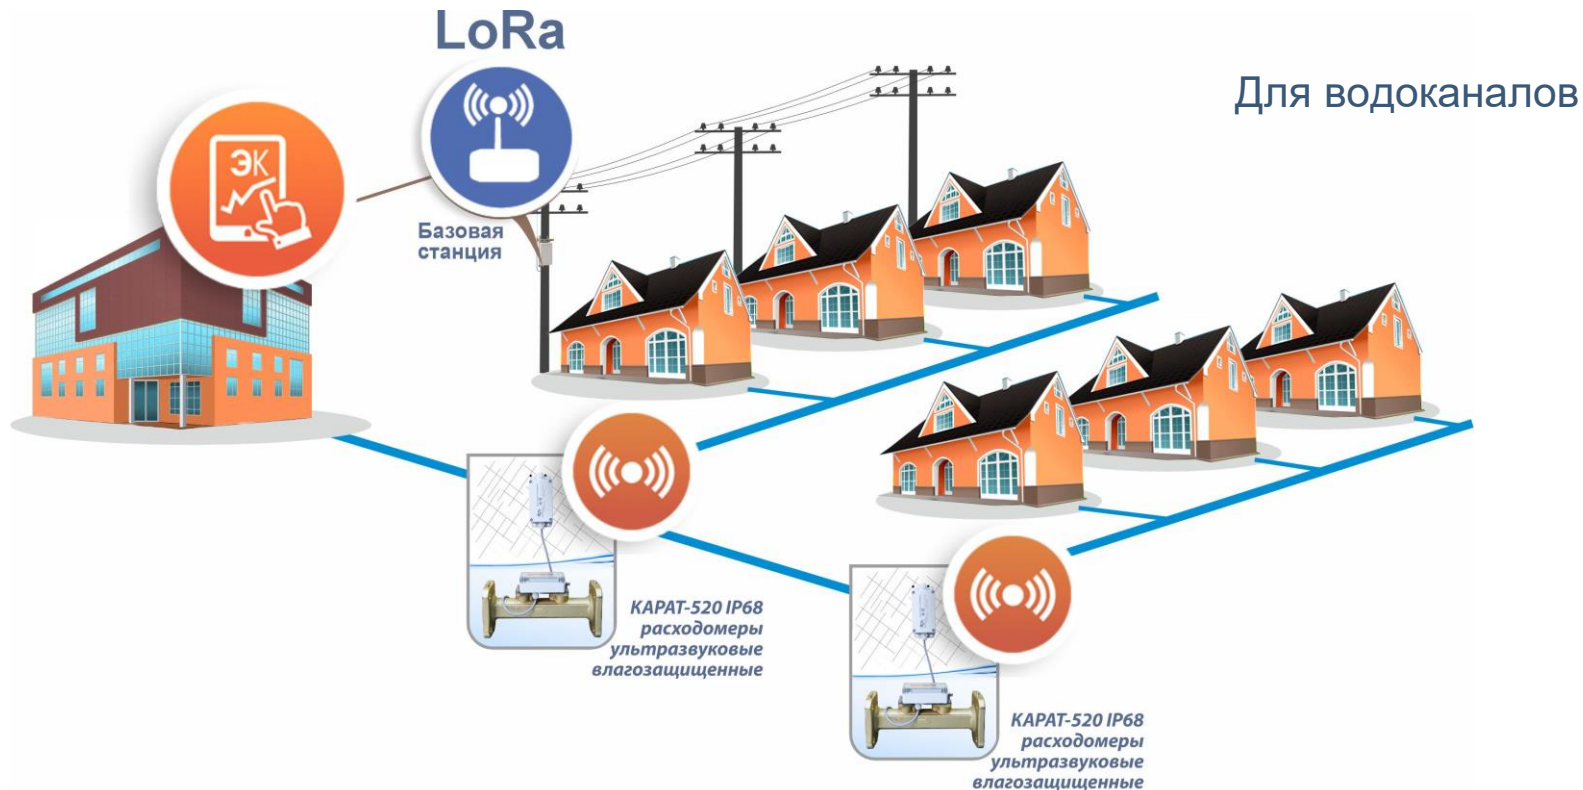 LoRa
Для водоканалов
ЭК
Базовая
станция
КАРАТ-520 IP68
расходомеры
ультразвуковые
влагозащищенные
КАРАТ-520 IP68
расходомеры
ультразвуковые
влагозащищенные